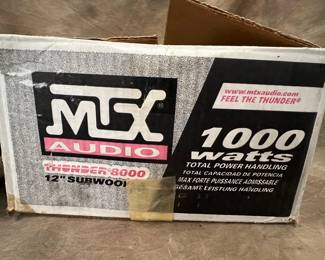 www.mtxaudio.com
FEEL THE THUNDER®
MTX
AUDIO
THUNDER 8000
12" SUBWOO
1000
watts
TOTAL POWER HANDLING
TOTAL CAPACIDAD DE POTENCIA
MAX FORTE PUISSANCE ADMISSABLE
GESAMT LEISTUNG HANDLING